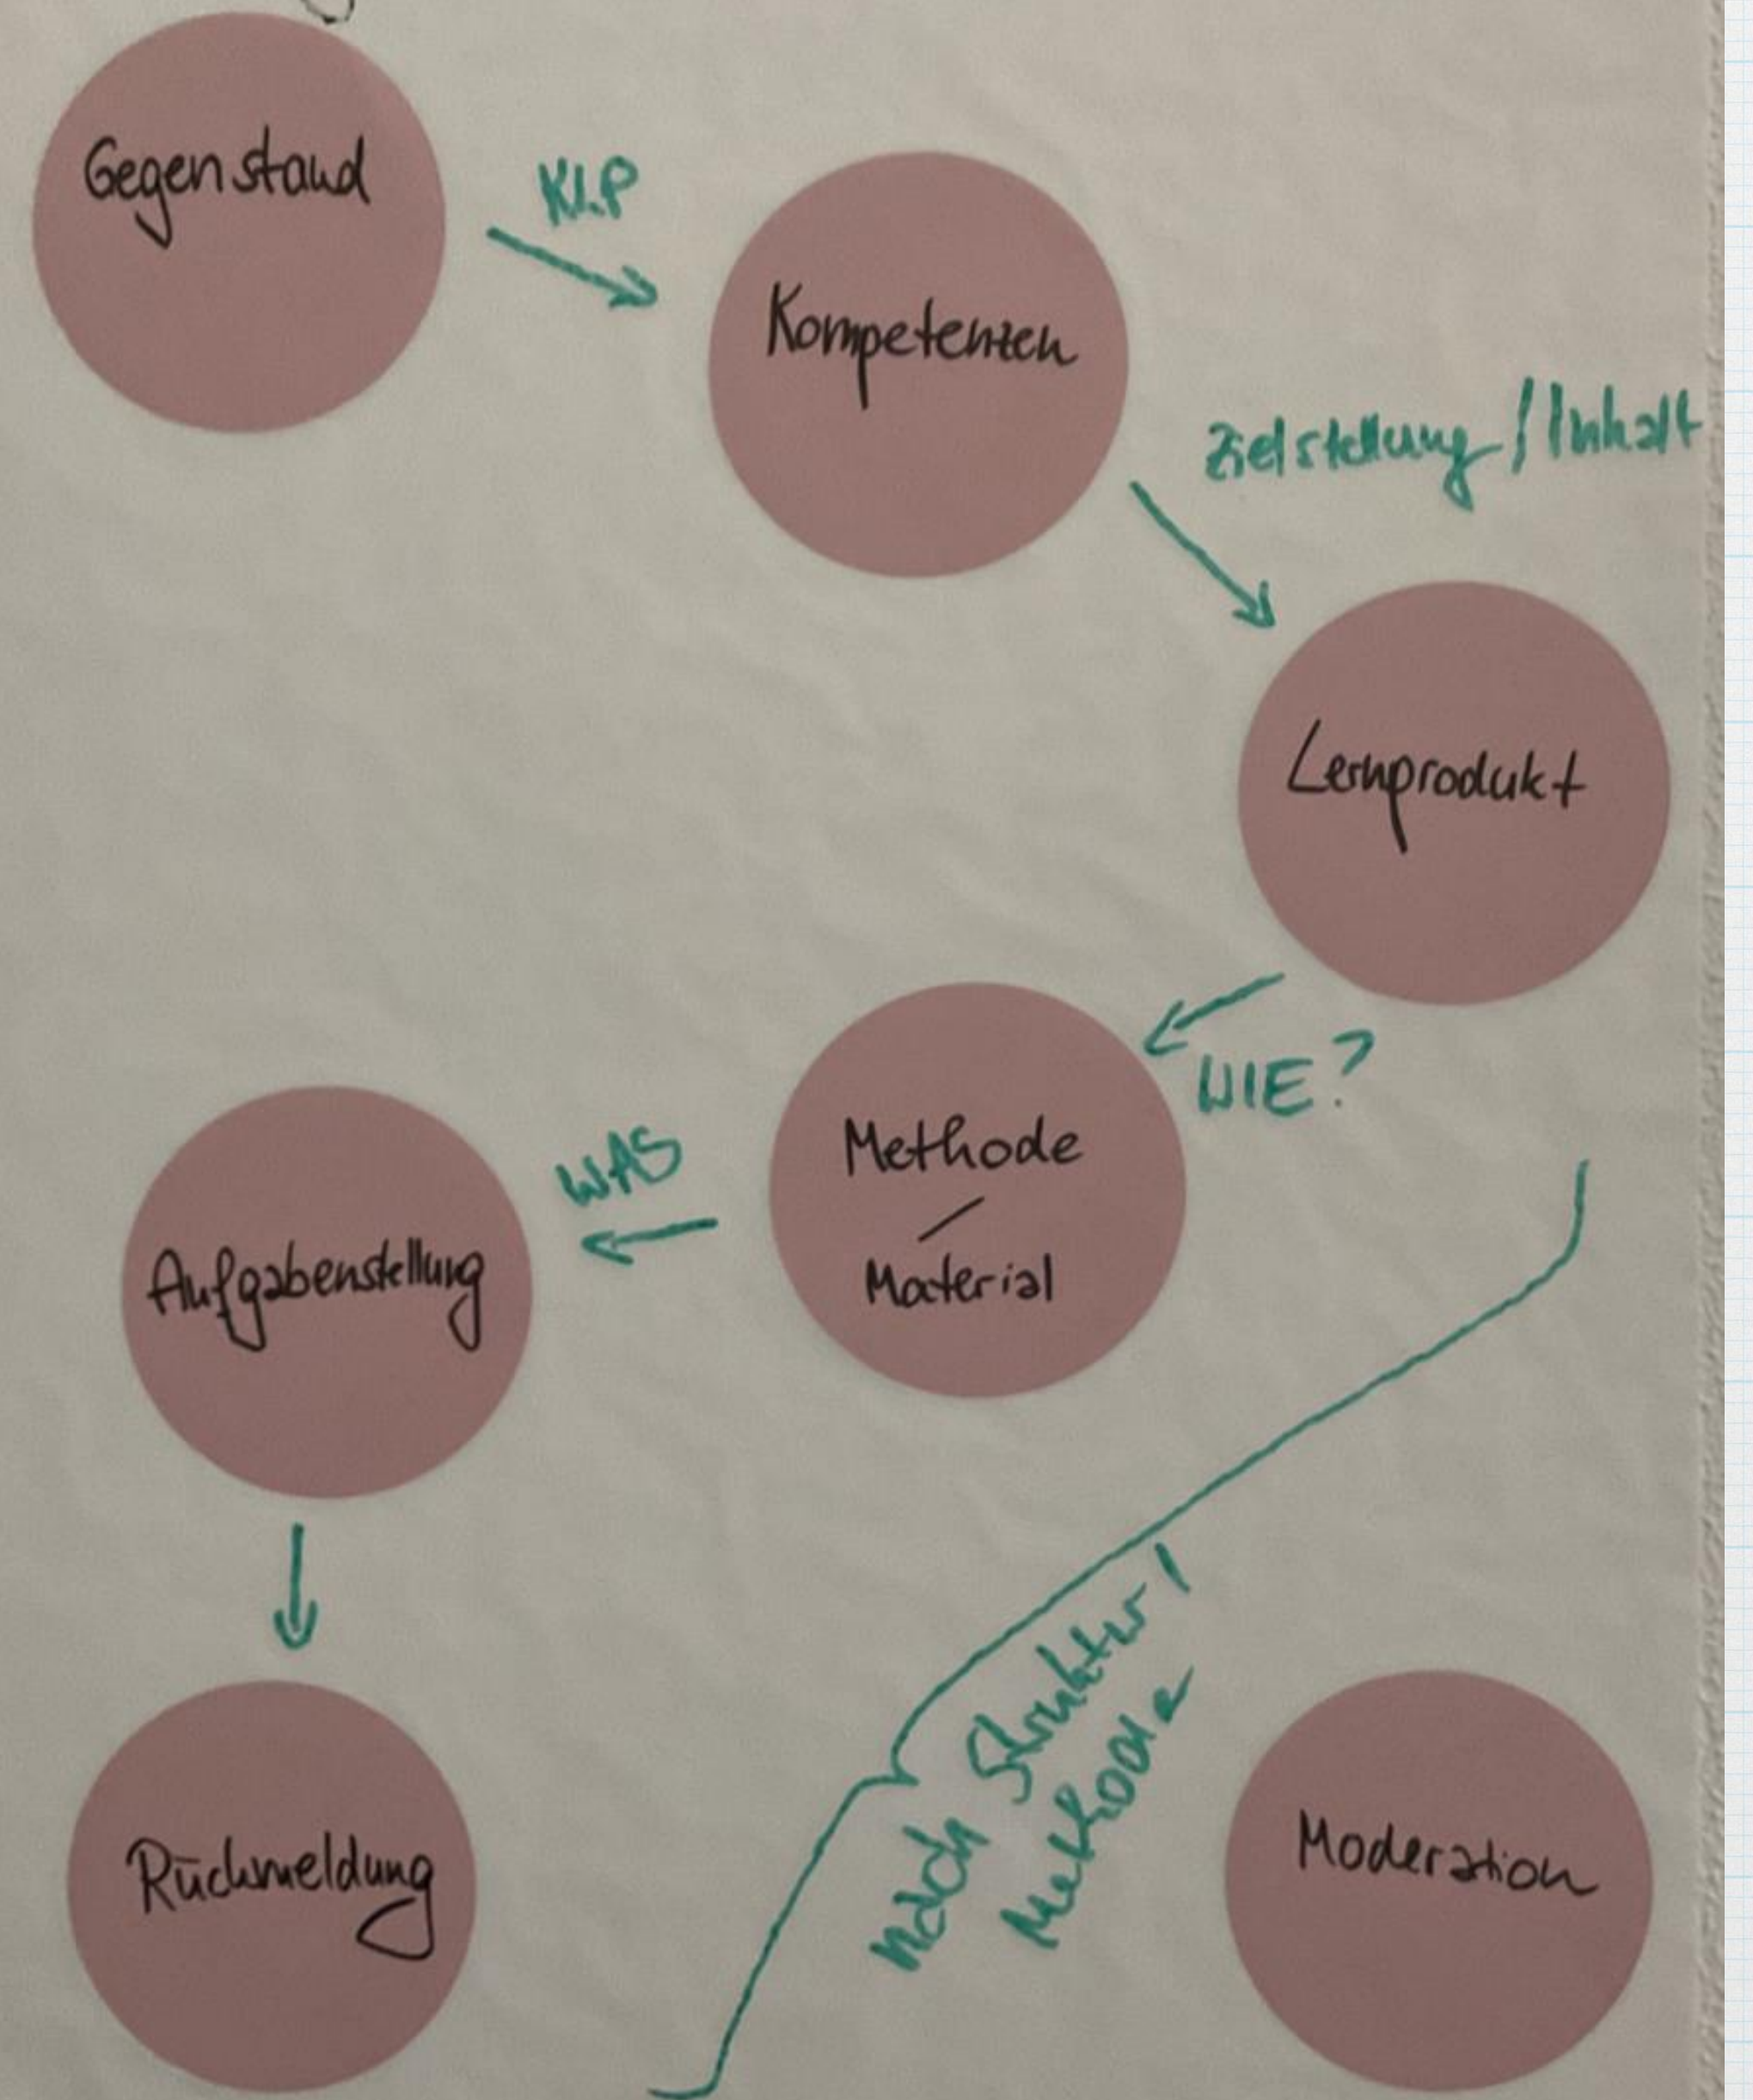 Gegenstand
KLP
Kompetenzen
Zielstellung / Inhalt
Lernprodukt
WIE?
Methode
/
Material
WAS
Aufgabenstellung
Rückmeldung
nach Struktur /
Methode
Moderation